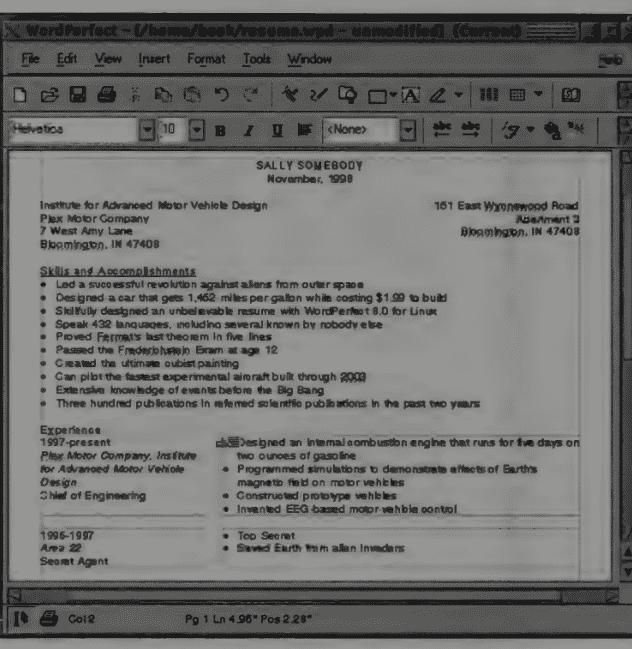 WordPerfect - [/home/book/resume.wpd - unmodified] (Current)
File Edit View Insert Format Tools Window Help
Helvetica 10 B I U <None> abc abc
SALLY SOMEBODY
November, 1998
Institute for Advanced Motor Vehicle Design 151 East Wynnewood Road
Plex Motor Company Apartment 3
7 West Amy Lane Bloomington, IN 47408
Bloomington, IN 47408
Skills and Accomplishments
• Led a successful revolution against aliens from outer space
• Designed a car that gets 1,452 miles per gallon while costing $1.99 to build
• Skillfully designed an unbelievable resume with WordPerfect 8.0 for Linux
• Speak 432 languages, including several known by nobody else
• Proved Fermat's last theorem in five lines
• Passed the Exam at age 12
• Created the ultimate cubist painting
• Can pilot the fastest experimental aircraft built through 2003
• Extensive knowledge of events before the Big Bang
• Three hundred publications in referred scientific publications in the past two years
Experience
1997-present Designed an internal combustion engine that runs for five days on
Plex Motor Company, Institute two ounces of gasoline
for Advanced Motor Vehicle • Programmed simulations to demonstrate effects of Earth's
Design magnetic field on motor vehicles
Chief of Engineering • Constructed prototype vehicles
• Invented EEG-based motor vehicle control
1996-1997 • Top Secret
Area 22 • Saved Earth from alien invaders
Secret Agent
Col2 Pg 1 Ln 4.96" Pos 2.28"